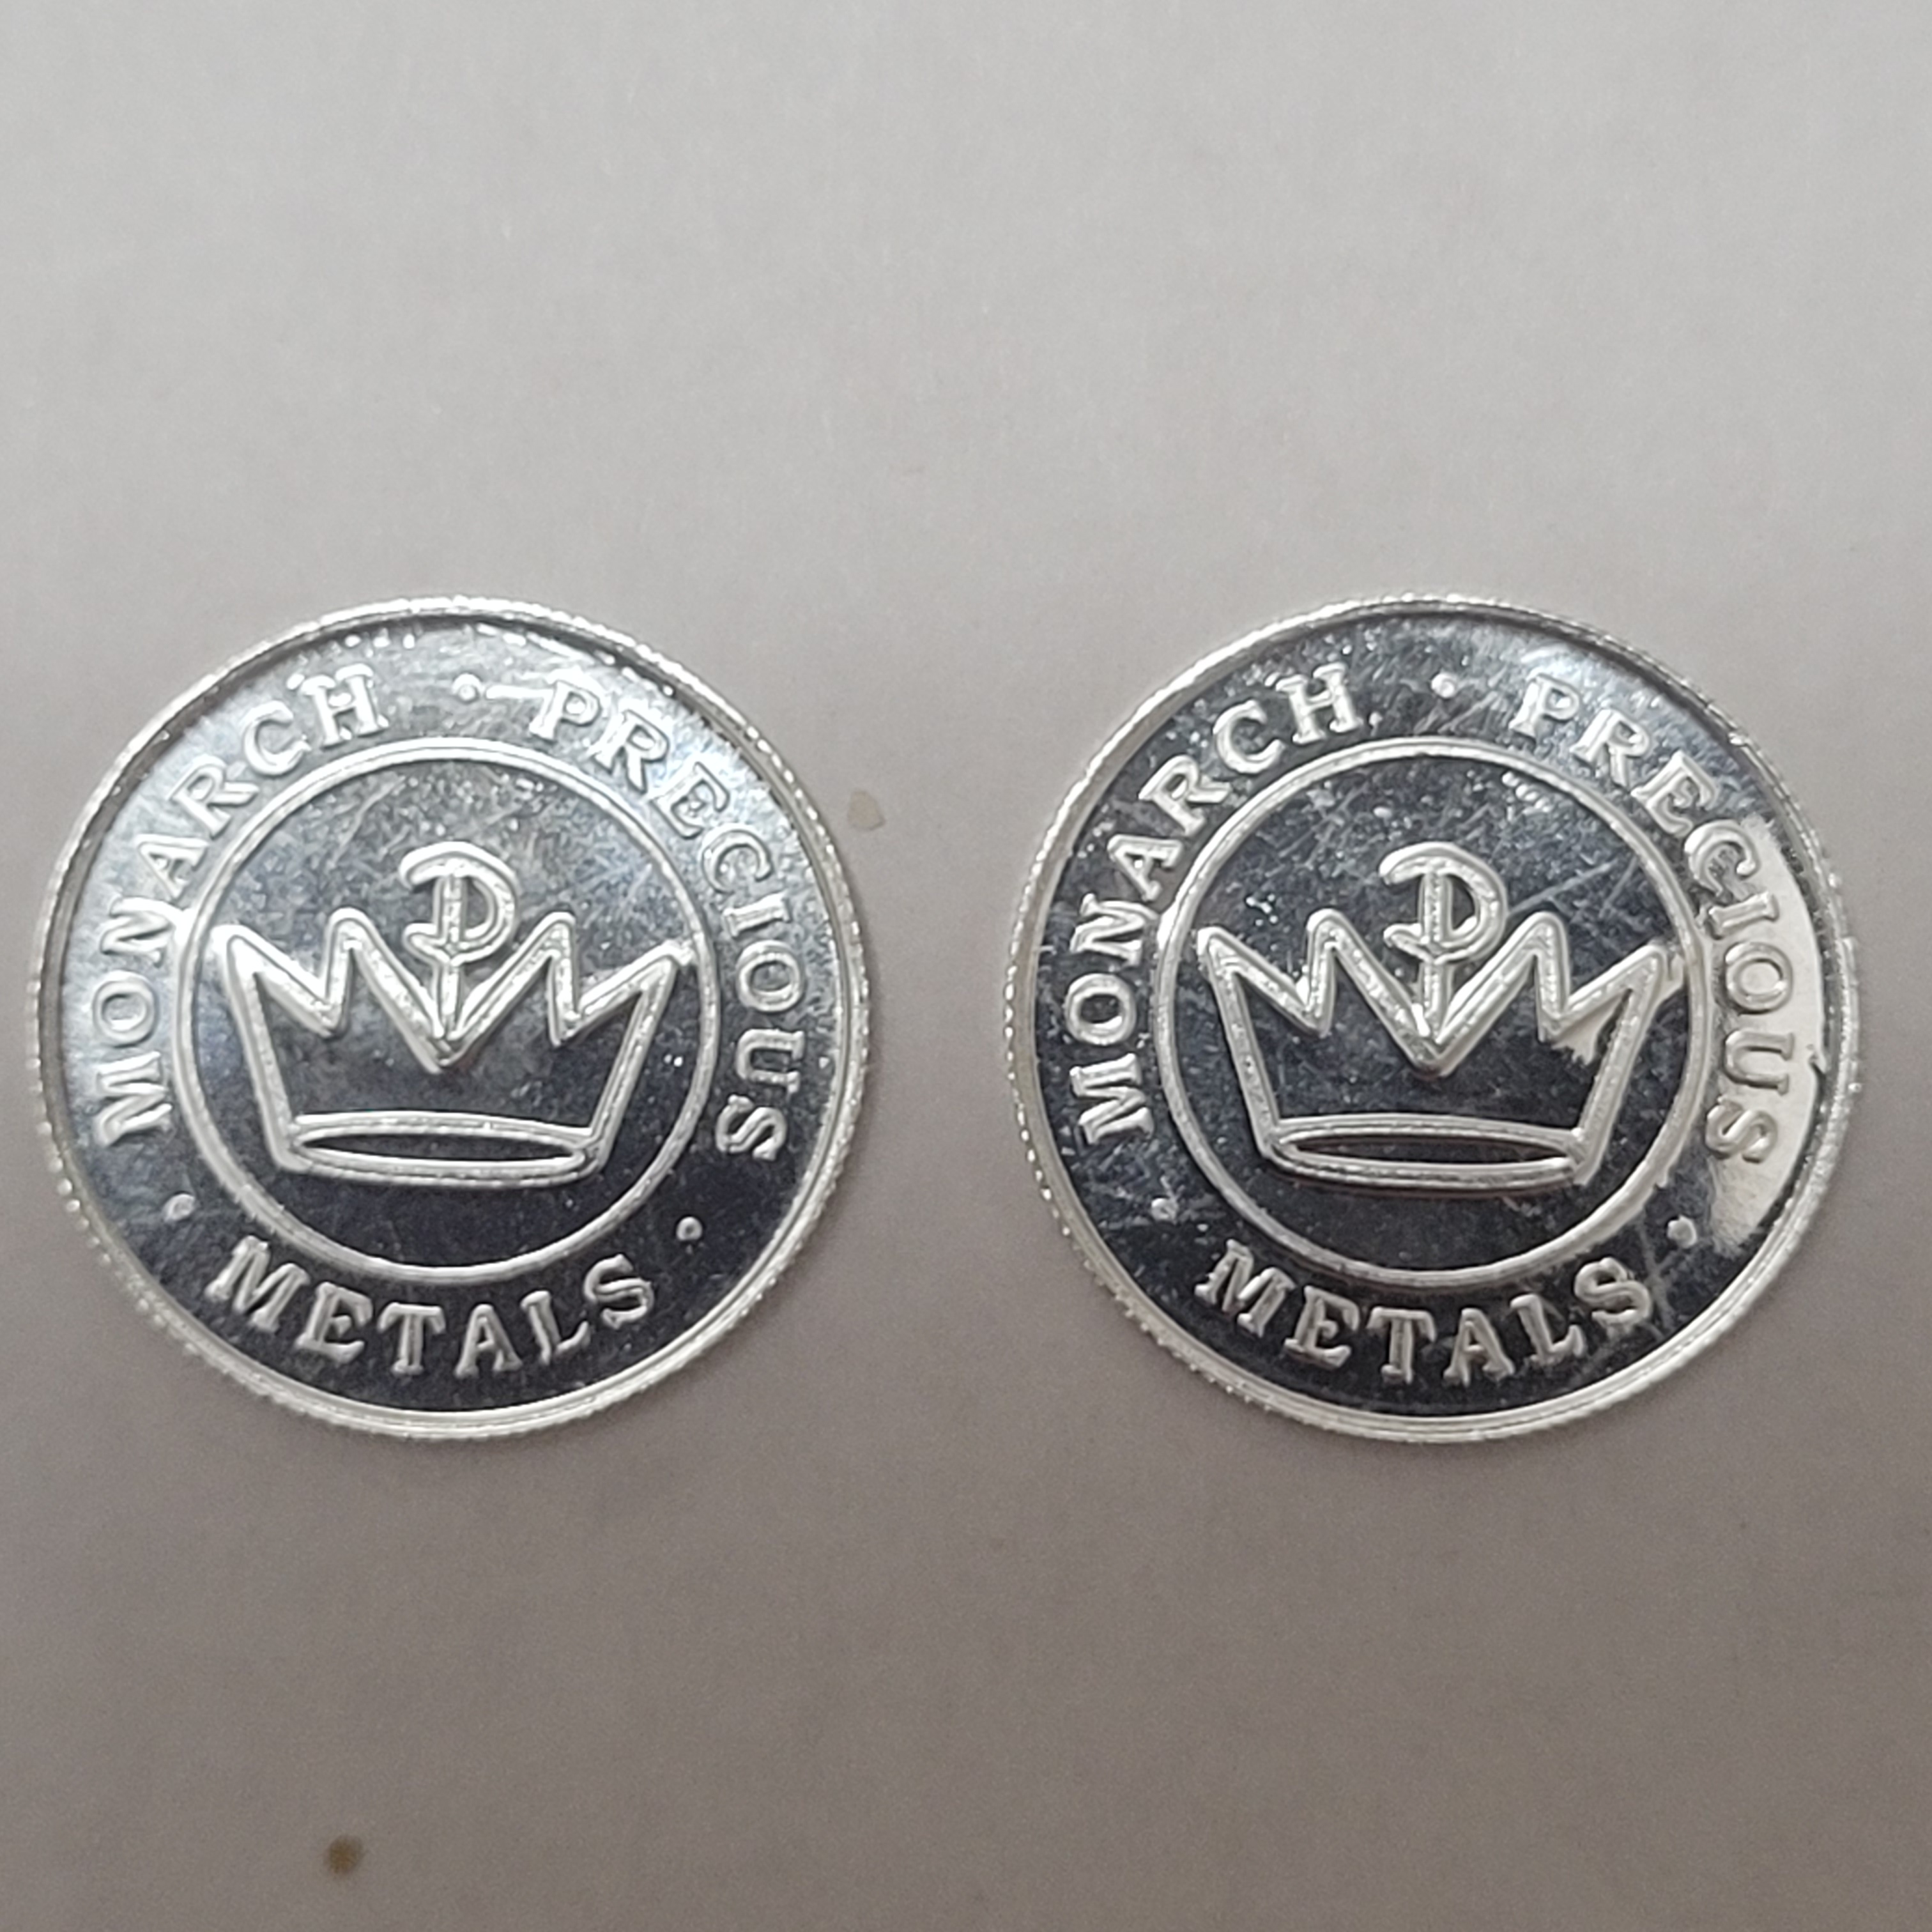 MONARCH · PRECIOUS · METALS ·
P
MONARCH · PRECIOUS · METALS ·
P